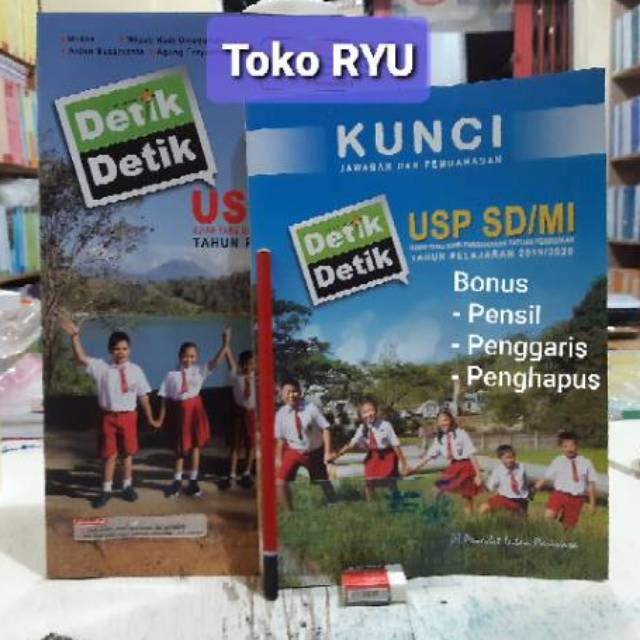 Toko RYU
Detik
Detik
US
TAHUN P
KUNCI
JAWABAN DAN PEMBAHASAN
Detik
Detik
USP SD/MI
TAHUN PELAJARAN 2019/2020
Bonus
- Pensil
- Penggaris
- Penghapus